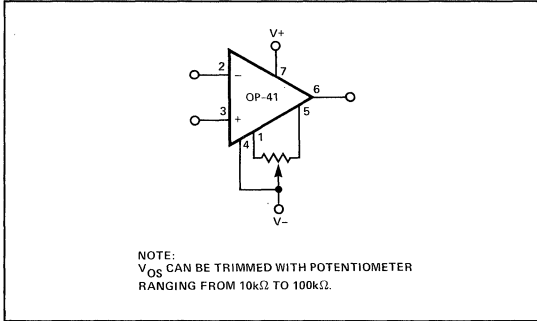 V+
2
–
7
OP-41
6
3
+
5
1
4
V–
NOTE:
VOS CAN BE TRIMMED WITH POTENTIOMETER
RANGING FROM 10kΩ TO 100kΩ.